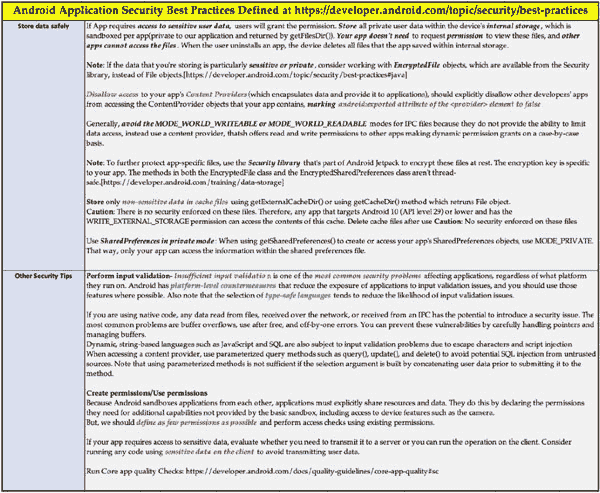 Android Application Security Best Practices Defined at https://developer.android.com/topic/security/best-practices
Store data safely
If App requires access to sensitive user data, users will grant the permission. Store all private user data within the device's internal storage, which is
sandboxed per app(private to our application and returned by getFilesDir()). Your app doesn't need to request permission to view these files, and other
apps cannot access the files. When the user uninstalls an app, the device deletes all files that the app saved within internal storage.
Note: If the data that you're storing is particularly sensitive or private, consider working with EncryptedFile objects, which are available from the Security
library, instead of File objects.[https://developer.android.com/topic/security/best-practices#java]
Disallow access to your app's Content Providers(which encapsulates data and provide it to applications), should explicitly disallow other developers' apps
from accessing the ContentProvider objects that your app contains, marking android:exported attribute of the <provider> element to false
Generally, avoid the MODE_WORLD_WRITEABLE or MODE_WORLD_READABLE modes for IPC files because they do not provide the ability to limit
data access, instead use a content provider, thatsh offers read and write permissions to other apps making dynamic permission grants on a case-by-case
basis.
Note: To further protect app-specific files, use the Security library that's part of Android Jetpack to encrypt these files at rest. The encryption key is specific
to your app. The methods in both the EncryptedFile class and the EncryptedSharedPreferences class aren't thread-
safe.[https://developer.android.com/training/data-storage]
Store only non-sensitive data in cache files using getExternalCacheDir() or using getCacheDir() method which retruns File object.
Caution: There is no security enforced on these files. Therefore, any app that targets Android 10 (API level 29) or lower and has the
WRITE_EXTERNAL_STORAGE permission can access the contents of this cache. Delete cache files after use Caution: No security enforced on these files
Use SharedPreferences in private mode: When using getSharedPreferences() to create or access your app's SharedPreferences objects, use MODE_PRIVATE.
That way, only your app can access the information within the shared preferences file.
Other Security Tips
Perform input validation- Insufficient input validation is one of the most common security problems affecting applications, regardless of what platform
they run on. Android has platform-level countermeasures that reduce the exposure of applications to input validation issues, and you should use those
features where possible. Also note that the selection of type-safe languages tends to reduce the likelihood of input validation issues.
If you are using native code, any data read from files, received over the network, or received from an IPC has the potential to introduce a security issue. The
most common problems are buffer overflows, use after free, and off-by-one errors. You can prevent these vulnerabilities by carefully handling pointers and
managing buffers.
Dynamic, string-based languages such as JavaScript and SQL are also subject to input validation problems due to escape characters and script injection
When accessing a content provider, use parameterized query methods such as query(), update(), and delete() to avoid potential SQL injection from untrusted
sources. Note that using parameterized methods is not sufficient if the selection argument is built by concatenating user data prior to submitting it to the
method.
Create permissions/Use permissions
Because Android sandboxes applications from each other, applications must explicitly share resources and data. They do this by declaring the permissions
they need for additional capabilities not provided by the basic sandbox, including access to device features such as the camera.
But, we should define as few permissions as possible and perform access checks using existing permissions.
If your app requires access to sensitive data, evaluate whether you need to transmit it to a server or you can run the operation on client. Consider
running any code using sensitive data on the client to avoid transmitting user data.
Run Core app quality Checks: https://developer.android.com/docs/quality-guidelines/core-app-quality#sc